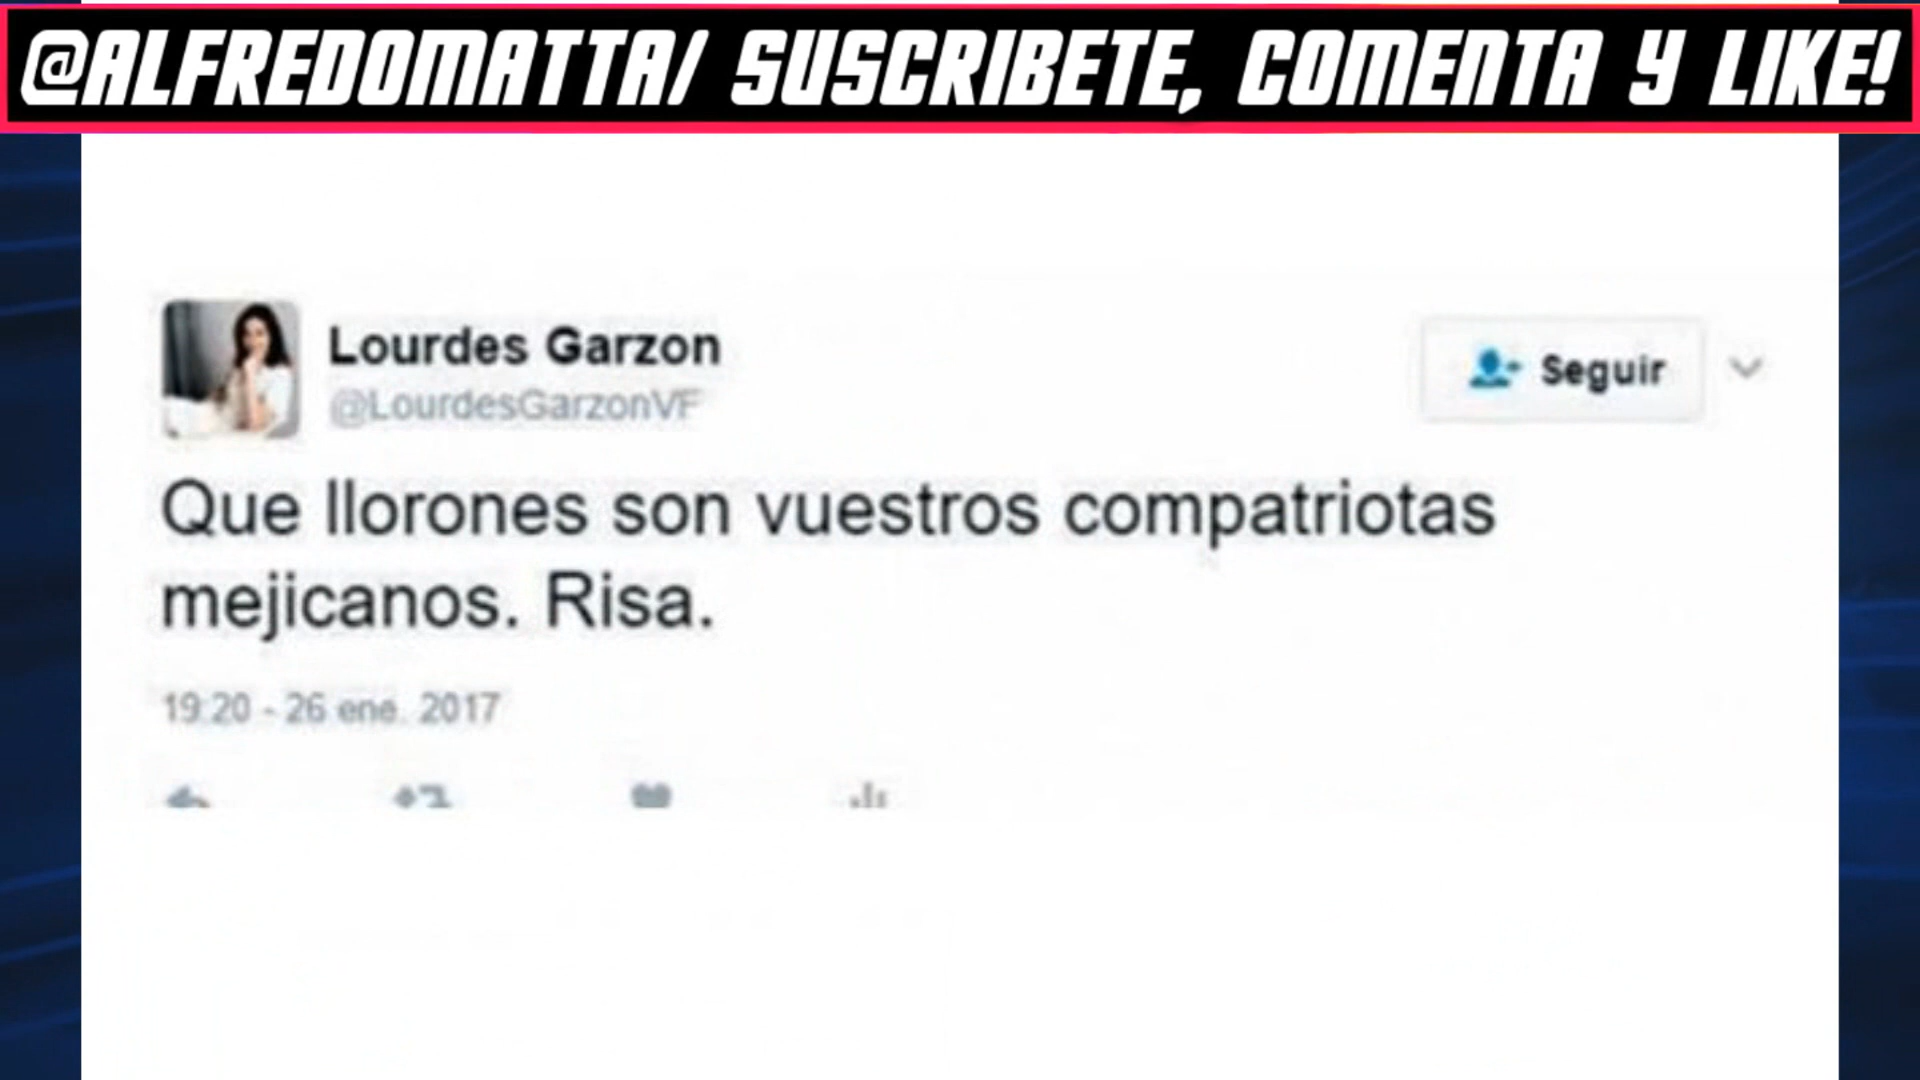 @ALFREDOMATTA/ SUSCRIBETE, COMENTA Y LIKE!
Lourdes Garzon
@LourdesGarzonVF
Seguir
Que llorones son vuestros compatriotas
mejicanos. Risa.
19:20 - 26 ene. 2017